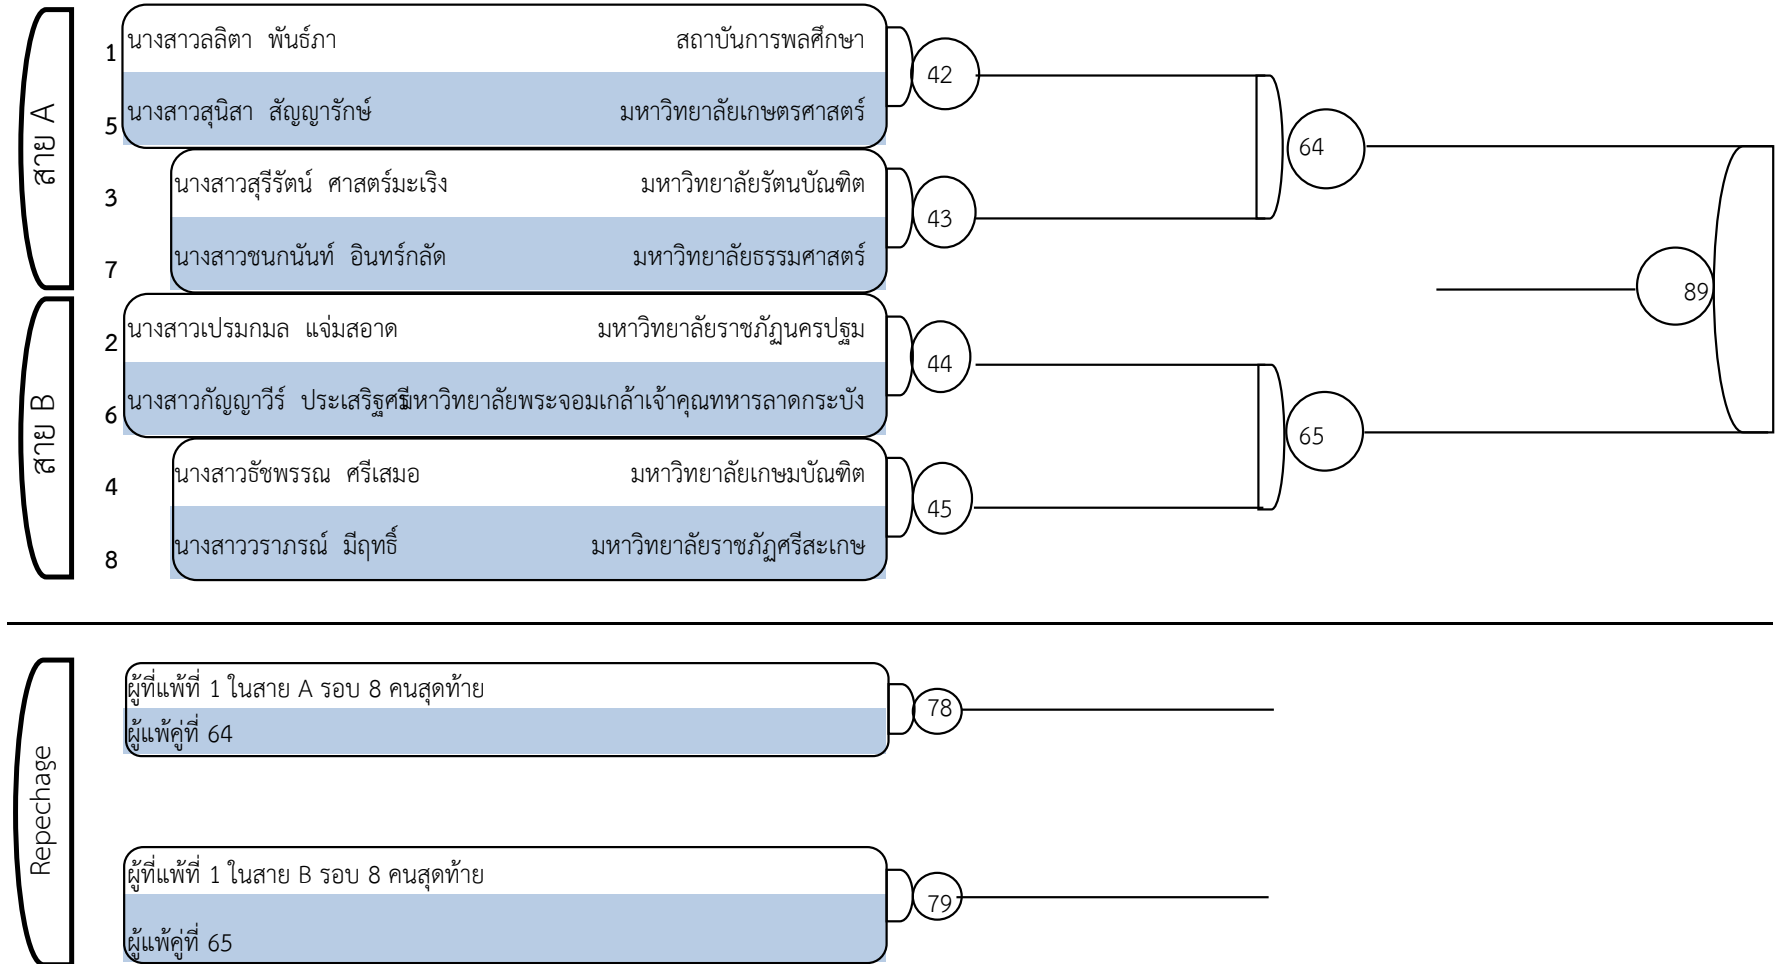 สาย A
1 นางสาวลลิตา พันธ์ภา สถาบันการพลศึกษา
42
5 นางสาวสุนิสา สัญญารักษ์ มหาวิทยาลัยเกษตรศาสตร์
64
3 นางสาวสุรีรัตน์ ศาสตร์มะเริง มหาวิทยาลัยรัตนบัณฑิต
43
7 นางสาวชนกนันท์ อินทร์กลัด มหาวิทยาลัยธรรมศาสตร์
89
สาย B
2 นางสาวเปรมกมล แจ่มสอาด มหาวิทยาลัยราชภัฏนครปฐม
44
6 นางสาวกัญญาวีร์ ประเสริฐศรี มหาวิทยาลัยพระจอมเกล้าเจ้าคุณทหารลาดกระบัง
65
4 นางสาวธัชพรรณ ศรีเสมอ มหาวิทยาลัยเกษมบัณฑิต
45
8 นางสาววราภรณ์ มีฤทธิ์ มหาวิทยาลัยราชภัฏศรีสะเกษ
Repechage
ผู้ที่แพ้ที่ 1 ในสาย A รอบ 8 คนสุดท้าย
78
ผู้แพ้คู่ที่ 64
ผู้ที่แพ้ที่ 1 ในสาย B รอบ 8 คนสุดท้าย
79
ผู้แพ้คู่ที่ 65